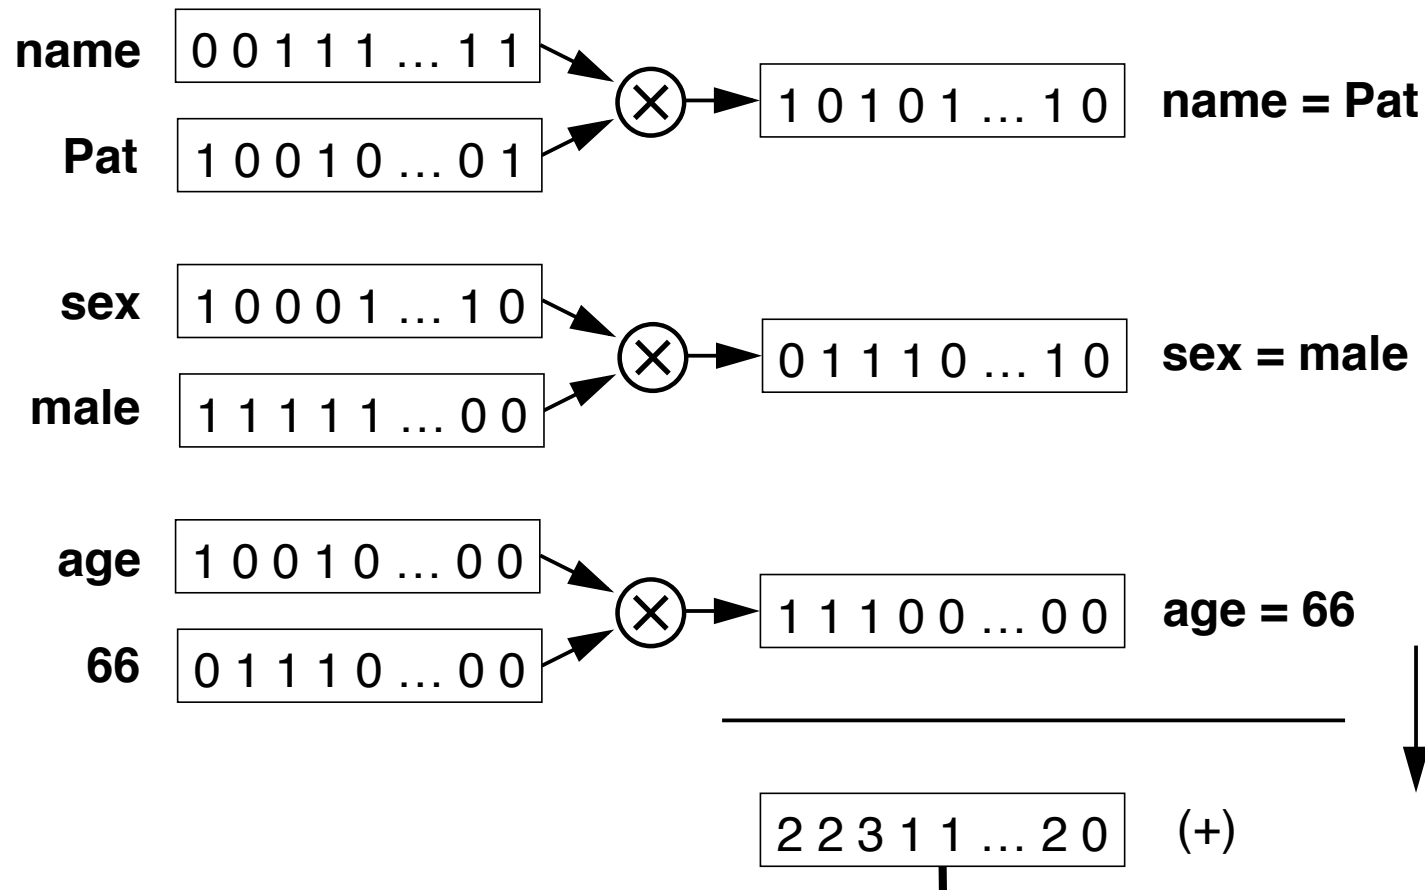 name 0 0 1 1 1 ... 1 1
1 0 1 0 1 ... 1 0 name = Pat
Pat 1 0 0 1 0 ... 0 1
sex 1 0 0 0 1 ... 1 0
0 1 1 1 0 ... 1 0 sex = male
male 1 1 1 1 1 ... 0 0
age 1 0 0 1 0 ... 0 0
1 1 1 0 0 ... 0 0 age = 66
66 0 1 1 1 0 ... 0 0
2 2 3 1 1 ... 2 0 (+)